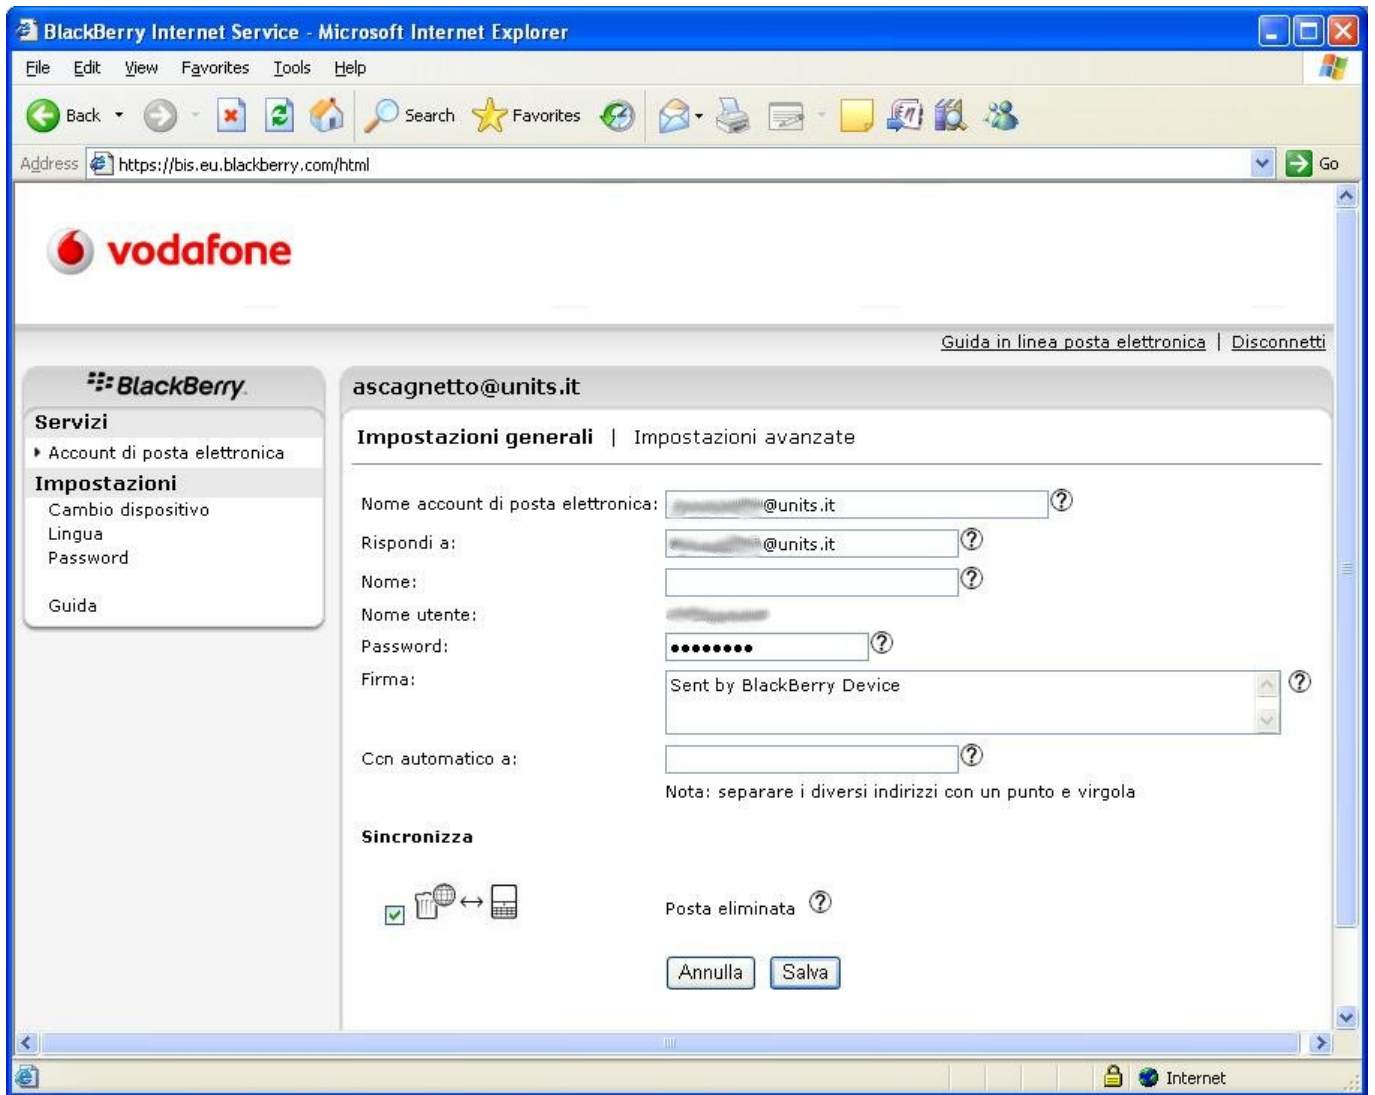 BlackBerry Internet Service - Microsoft Internet Explorer
File Edit View Favorites Tools Help
Back Search Favorites
Address https://bis.eu.blackberry.com/html Go
vodafone
Guida in linea posta elettronica | Disconnetti
BlackBerry.
Servizi
Account di posta elettronica
Impostazioni
Cambio dispositivo
Lingua
Password
Guida
ascagnetto@units.it
Impostazioni generali | Impostazioni avanzate
Nome account di posta elettronica: @units.it ?
Rispondi a: @units.it ?
Nome: ?
Nome utente:
Password: •••••••• ?
Firma: Sent by BlackBerry Device ?
Ccn automatico a: ?
Nota: separare i diversi indirizzi con un punto e virgola
Sincronizza
Posta eliminata ?
Annulla Salva
Internet